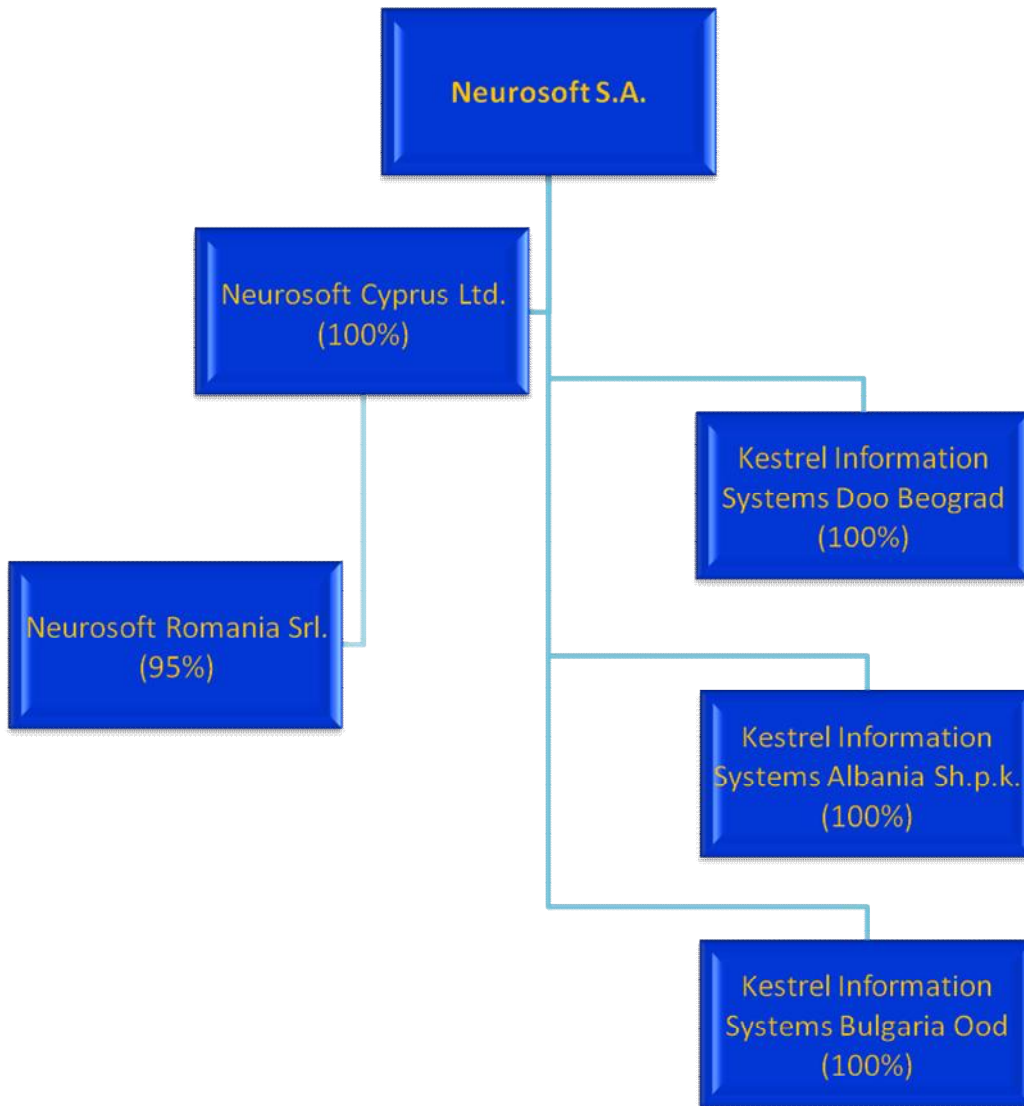 Neurosoft S.A.
Neurosoft Cyprus Ltd.
(100%)
Kestrel Information
Systems Doo Beograd
(100%)
Neurosoft Romania Srl.
(95%)
Kestrel Information
Systems Albania Sh.p.k.
(100%)
Kestrel Information
Systems Bulgaria Ood
(100%)